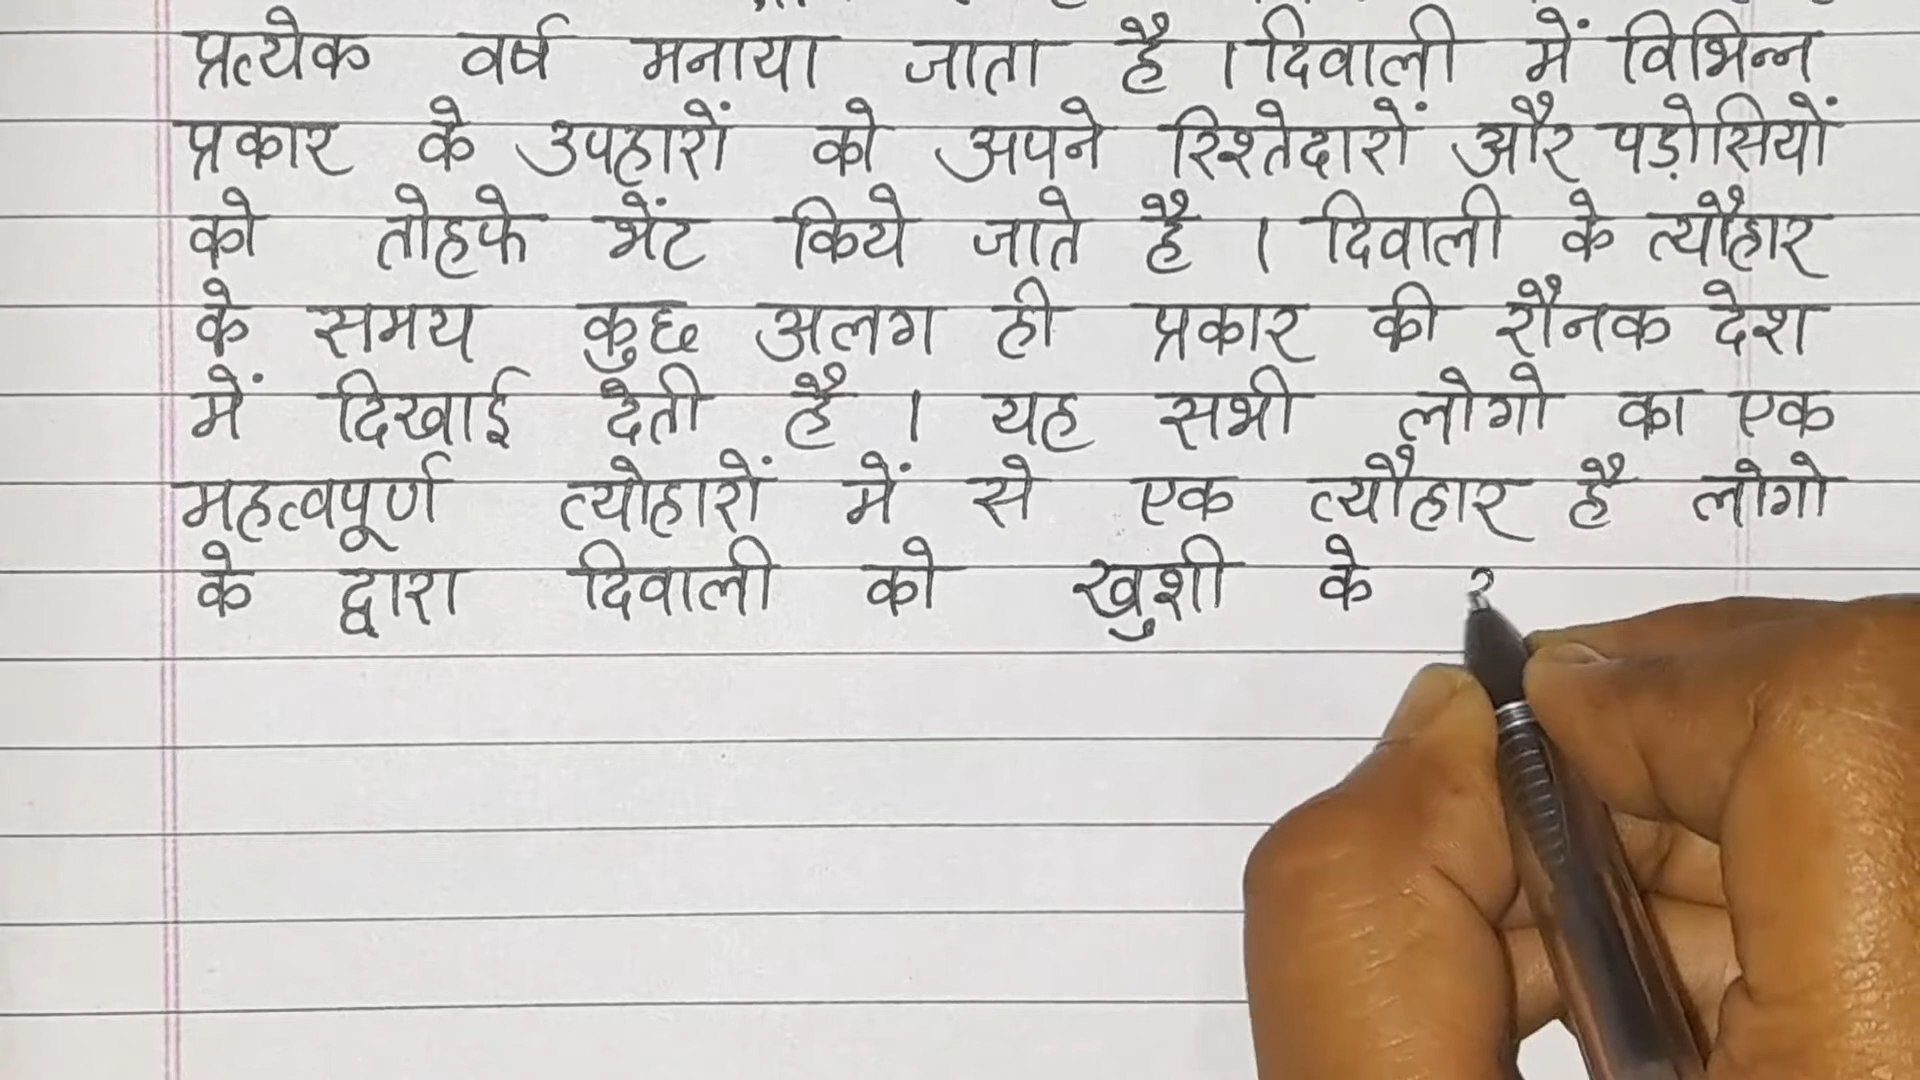 प्रत्येक वर्ष मनाया जाता है । दिवाली में विभिन्न
प्रकार के उपहारों को अपने रिश्तेदारों और पड़ोसियों
को तोहफे भेंट किये जाते है । दिवाली के त्यौहार
के समय कुछ अलग ही प्रकार की रौनक देश
में दिखाई देती है । यह सभी लोगो का एक
महत्वपूर्ण त्योहारों में से एक त्यौहार है लोगो
के द्वारा दिवाली को खुशी के